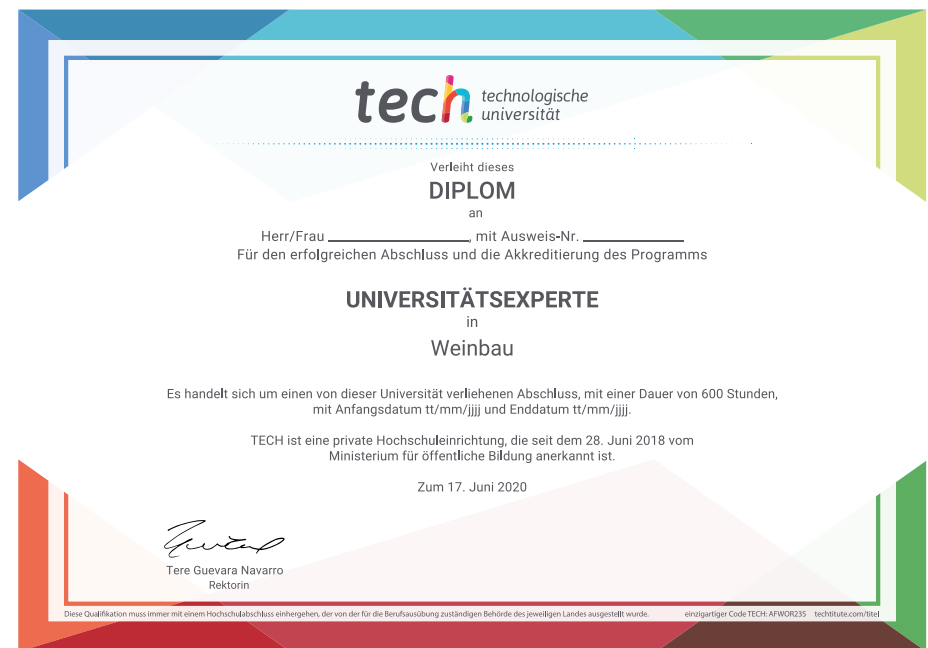 tech technologische
universität
Verleiht dieses
DIPLOM
an
Herr/Frau ____________________, mit Ausweis-Nr. ______________
Für den erfolgreichen Abschluss und die Akkreditierung des Programms
UNIVERSITÄTSEXPERTE
in
Weinbau
Es handelt sich um einen von dieser Universität verliehenen Abschluss, mit einer Dauer von 600 Stunden,
mit Anfangsdatum tt/mm/jjjj und Enddatum tt/mm/jjjj.
TECH ist eine private Hochschuleinrichtung, die seit dem 28. Juni 2018 vom
Ministerium für öffentliche Bildung anerkannt ist.
Zum 17. Juni 2020
Tere Guevara Navarro
Rektorin
Diese Qualifikation muss immer mit einem Hochschulabschluss einhergehen, der von der für die Berufsausübung zuständigen Behörde des jeweiligen Landes ausgestellt wurde. einzigartiger Code TECH: AFWOR235 techtitute.com/titel